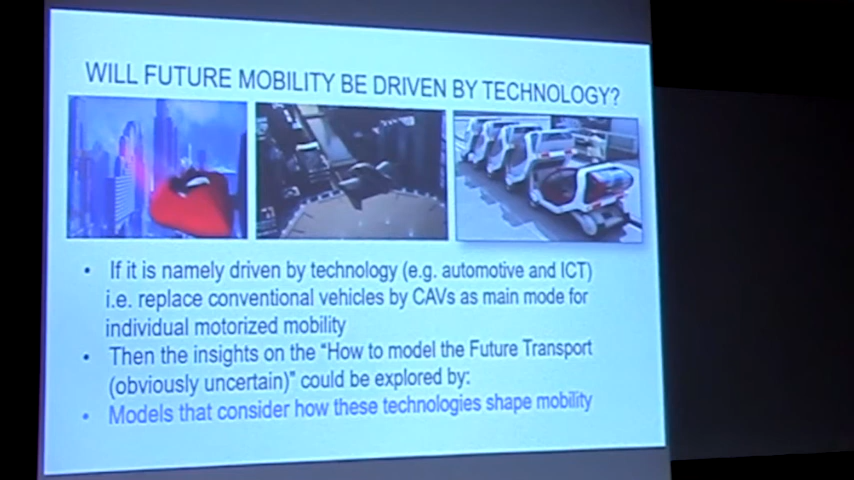 WILL FUTURE MOBILITY BE DRIVEN BY TECHNOLOGY?
• If it is namely driven by technology (e.g. automotive and ICT)
i.e. replace conventional vehicles by CAVs as main mode for
individual motorized mobility
• Then the insights on the “How to model the Future Transport
(obviously uncertain)” could be explored by:
• Models that consider how these technologies shape mobility